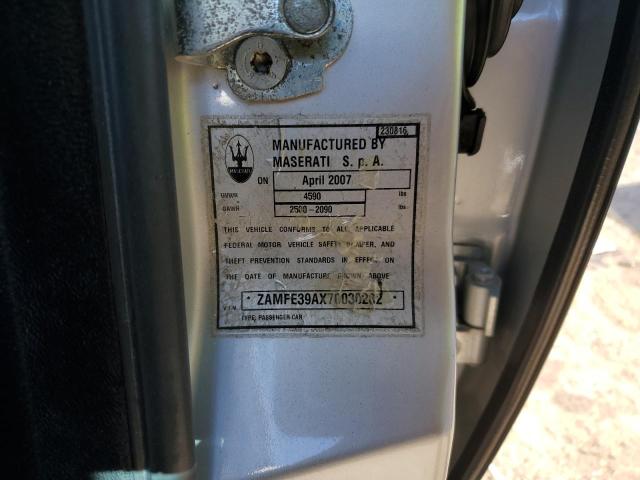 230816
MANUFACTURED BY
MASERATI S. p. A.
MASERATI
ON April 2007
GVWR 4590 lbs
GAWR 2500-2090 lbs
THIS VEHICLE CONFORMS TO ALL APPLICABLE
FEDERAL MOTOR VEHICLE SAFETY BUMPER, AND
THEFT PREVENTION STANDARDS IN EFFECT ON
THE DATE OF MANUFACTURE SHOWN ABOVE
V.I.N. * ZAMFE39AX70030282 *
TYPE: PASSENGER CAR